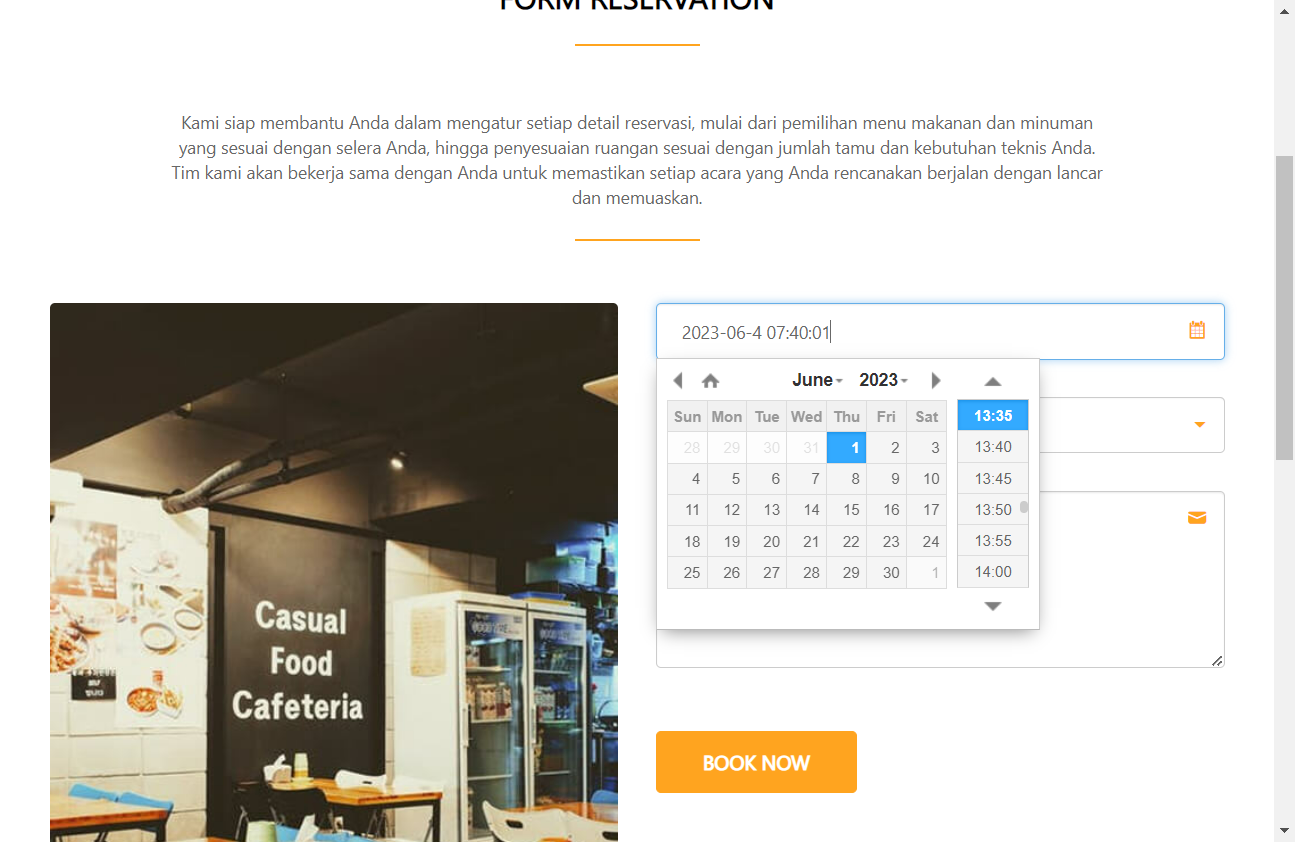 FORM RESERVATION
Kami siap membantu Anda dalam mengatur setiap detail reservasi, mulai dari pemilihan menu makanan dan minuman
yang sesuai dengan selera Anda, hingga penyesuaian ruangan sesuai dengan jumlah tamu dan kebutuhan teknis Anda.
Tim kami akan bekerja sama dengan Anda untuk memastikan setiap acara yang Anda rencanakan berjalan dengan lancar
dan memuaskan.
2023-06-4 07:40:01
June 2023
Sun Mon Tue Wed Thu Fri Sat
28 29 30 31 1 2 3
4 5 6 7 8 9 10
11 12 13 14 15 16 17
18 19 20 21 22 23 24
25 26 27 28 29 30 1
13:35
13:40
13:45
13:50
13:55
14:00
Casual
Food
Cafeteria
BOOK NOW